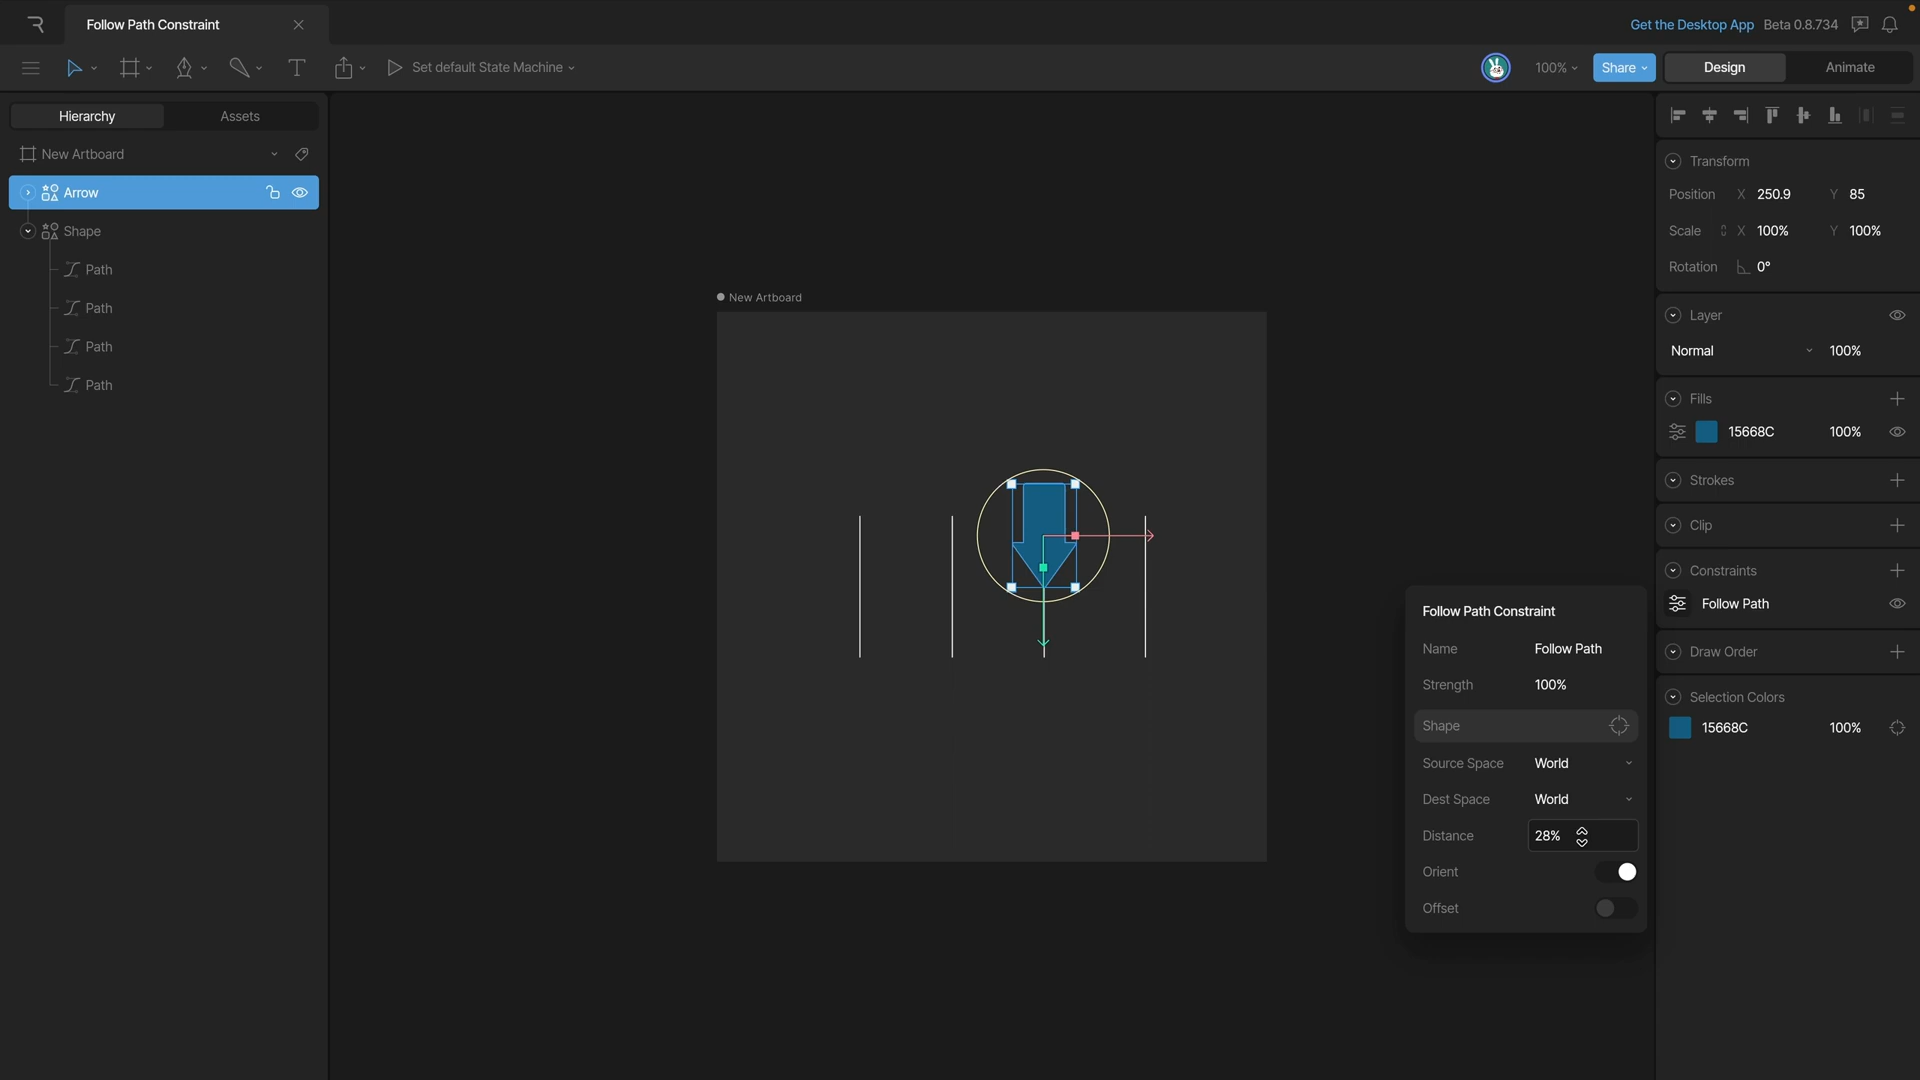 Follow Path Constraint
Get the Desktop App
Beta 0.8.734
Set default State Machine
100%
Share
Design
Animate
Hierarchy
Assets
New Artboard
Arrow
Shape
Path
Path
Path
Path
New Artboard
Transform
Position X 250.9 Y 85
Scale X 100% Y 100%
Rotation 0°
Layer
Normal 100%
Fills
15668C 100%
Strokes
Clip
Constraints
Follow Path
Draw Order
Selection Colors
15668C 100%
Follow Path Constraint
Name Follow Path
Strength 100%
Shape
Source Space World
Dest Space World
Distance 28%
Orient
Offset